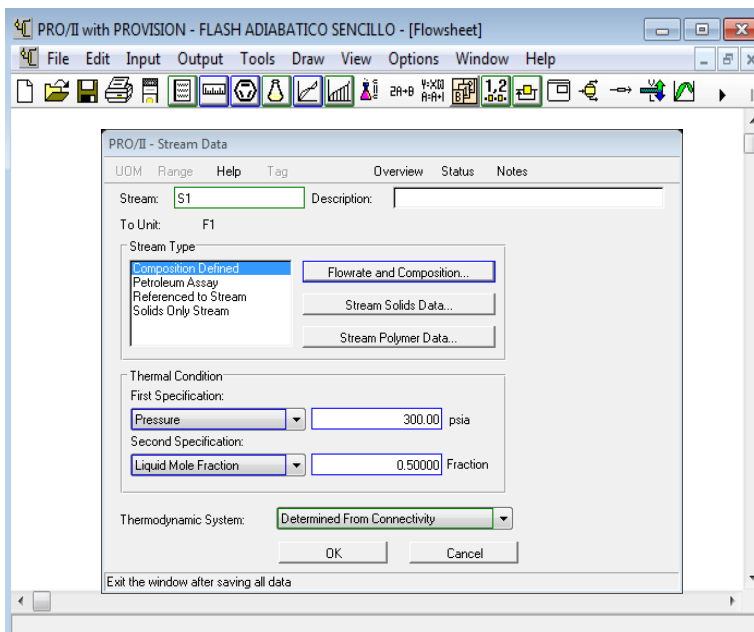 PRO/II with PROVISION - FLASH ADIABATICO SENCILLO - [Flowsheet]
File Edit Input Output Tools Draw View Options Window Help
PRO/II - Stream Data
UOM Range Help Tag Overview Status Notes
Stream: S1 Description:
To Unit: F1
Stream Type
Composition Defined
Petroleum Assay
Referenced to Stream
Solids Only Stream
Flowrate and Composition...
Stream Solids Data...
Stream Polymer Data...
Thermal Condition
First Specification:
Pressure 300.00 psia
Second Specification:
Liquid Mole Fraction 0.50000 Fraction
Thermodynamic System: Determined From Connectivity
OK Cancel
Exit the window after saving all data